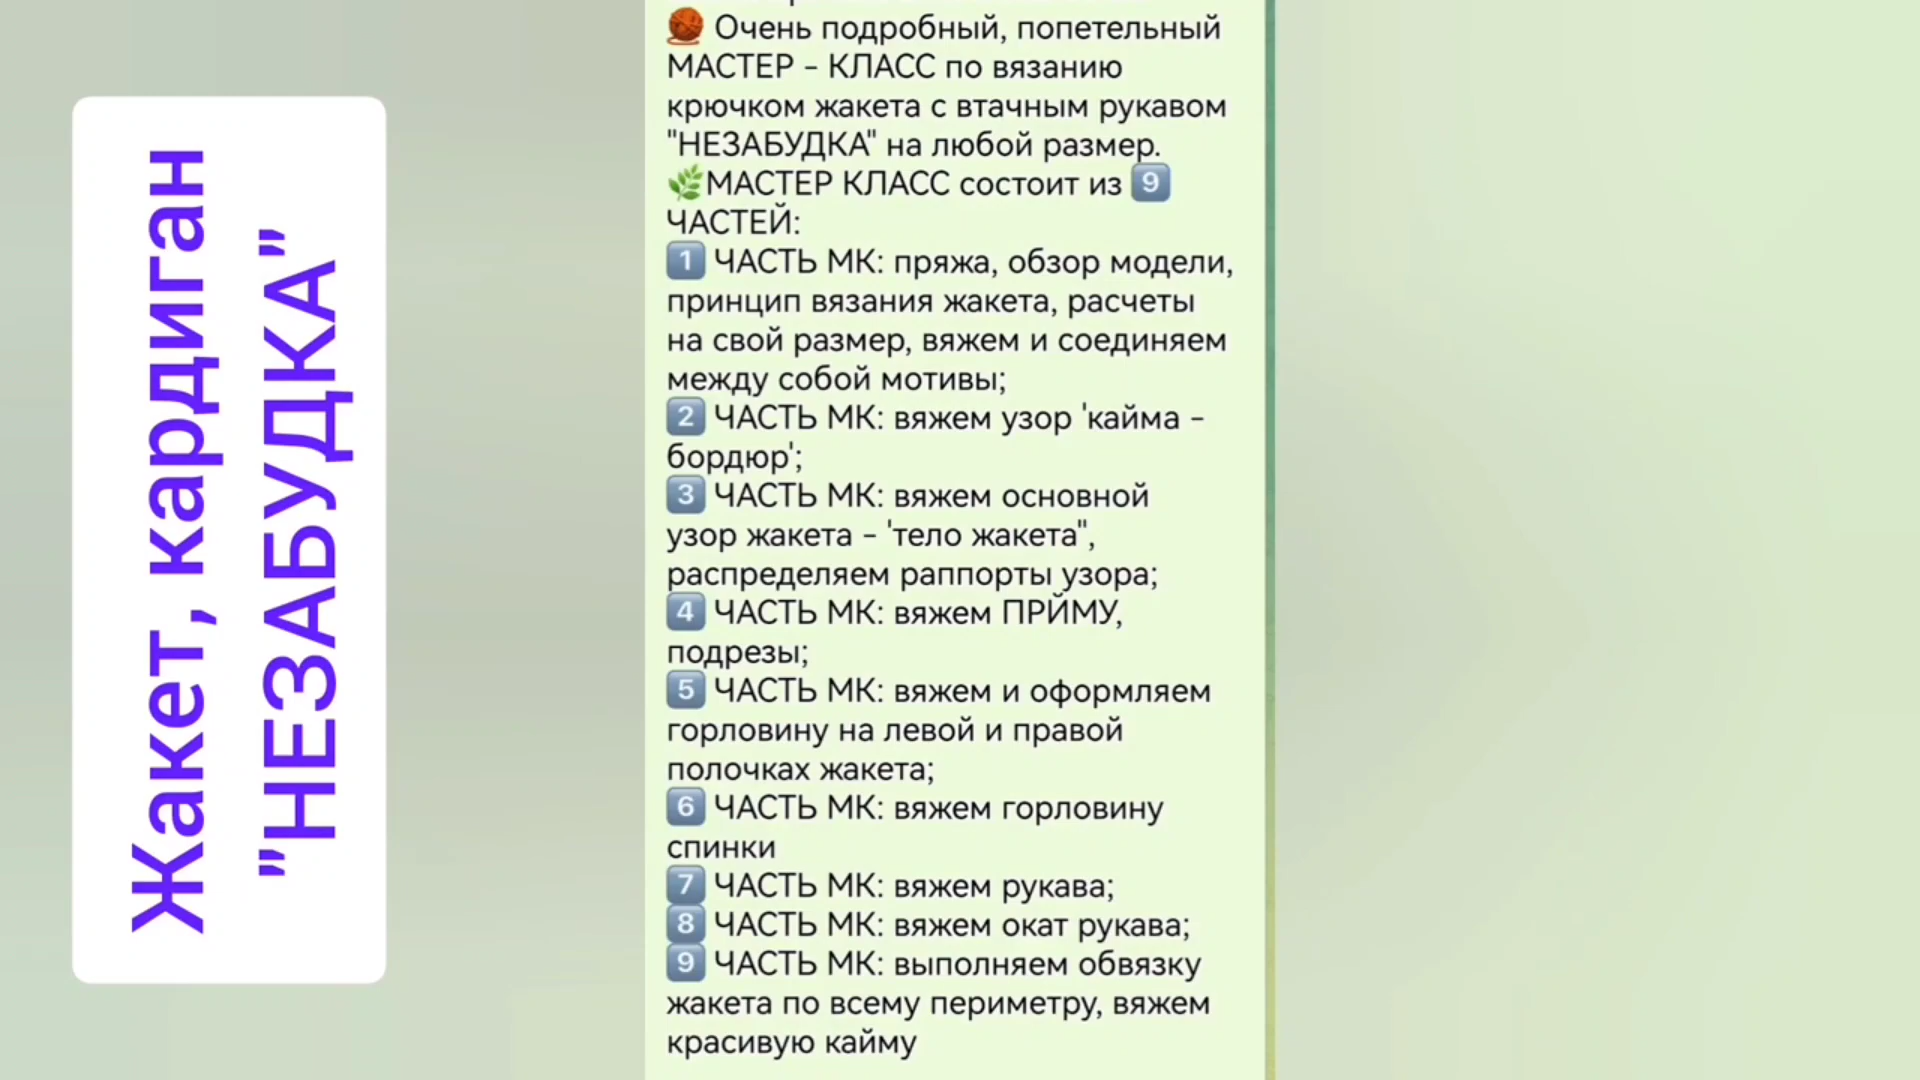 Жакет, кардиган
"НЕЗАБУДКА"
🧶 Очень подробный, попетельный
МАСТЕР - КЛАСС по вязанию
крючком жакета с втачным рукавом
"НЕЗАБУДКА" на любой размер.
🌿МАСТЕР КЛАСС состоит из 9️⃣
ЧАСТЕЙ:
1️⃣ ЧАСТЬ МК: пряжа, обзор модели,
принцип вязания жакета, расчеты
на свой размер, вяжем и соединяем
между собой мотивы;
2️⃣ ЧАСТЬ МК: вяжем узор 'кайма -
бордюр';
3️⃣ ЧАСТЬ МК: вяжем основной
узор жакета - 'тело жакета",
распределяем раппорты узора;
4️⃣ ЧАСТЬ МК: вяжем ПРЙМУ,
подрезы;
5️⃣ ЧАСТЬ МК: вяжем и оформляем
горловину на левой и правой
полочках жакета;
6️⃣ ЧАСТЬ МК: вяжем горловину
спинки
7️⃣ ЧАСТЬ МК: вяжем рукава;
8️⃣ ЧАСТЬ МК: вяжем окат рукава;
9️⃣ ЧАСТЬ МК: выполняем обвязку
жакета по всему периметру, вяжем
красивую кайму